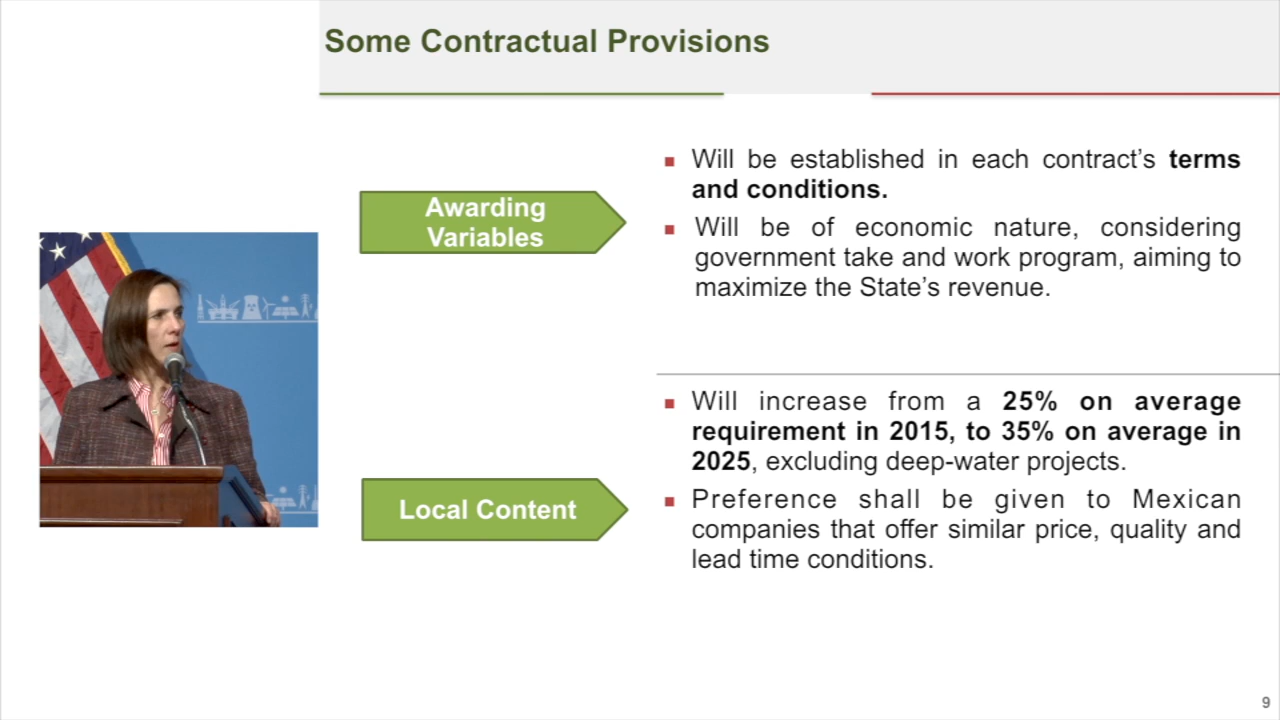 Some Contractual Provisions
Awarding
Variables
▪ Will be established in each contract’s terms
and conditions.
▪ Will be of economic nature, considering
government take and work program, aiming to
maximize the State’s revenue.
Local Content
▪ Will increase from a 25% on average
requirement in 2015, to 35% on average in
2025, excluding deep-water projects.
▪ Preference shall be given to Mexican
companies that offer similar price, quality and
lead time conditions.
9